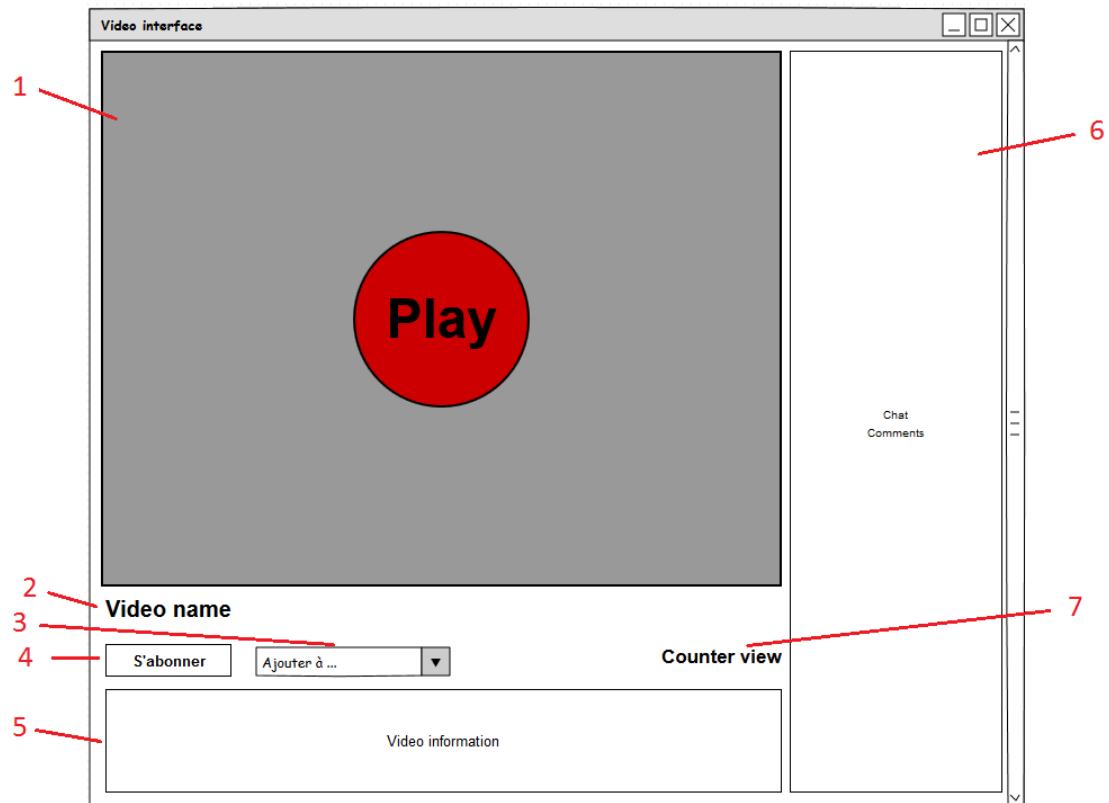 Video interface
1
6
Play
Chat
Comments
2
Video name
7
3
4
S'abonner
Ajouter à ...
Counter view
5
Video information